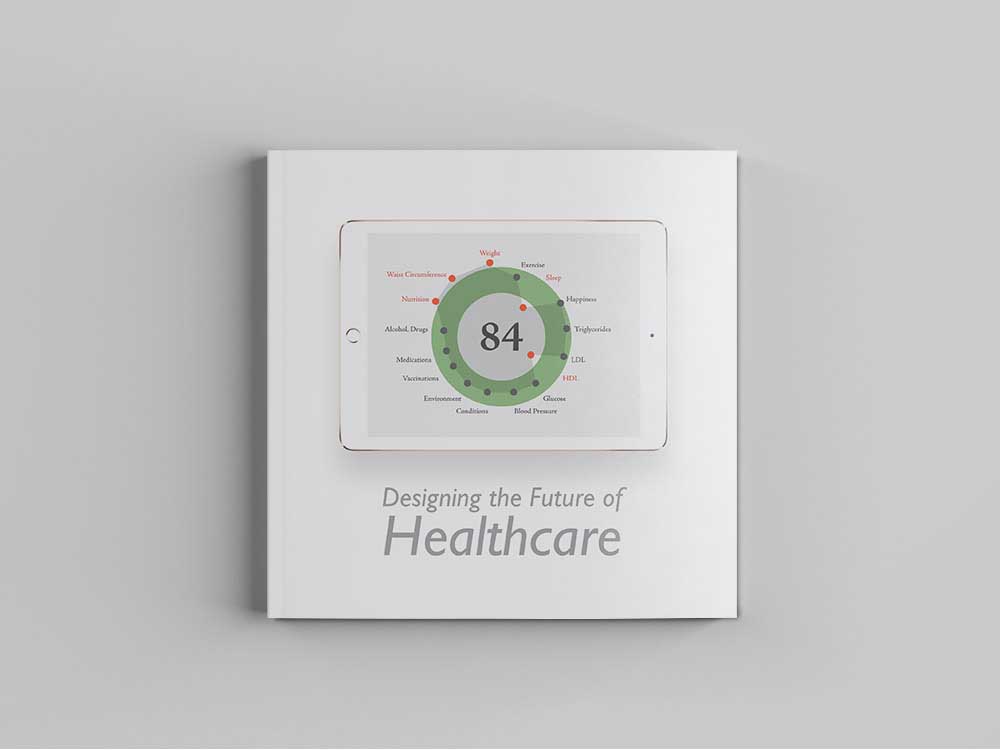 Weight
Exercise
Waist Circumference
Sleep
Nutrition
Happiness
Alcohol, Drugs
84
Triglycerides
Medications
LDL
Vaccinations
HDL
Environment
Glucose
Conditions
Blood Pressure
Designing the Future of
Healthcare